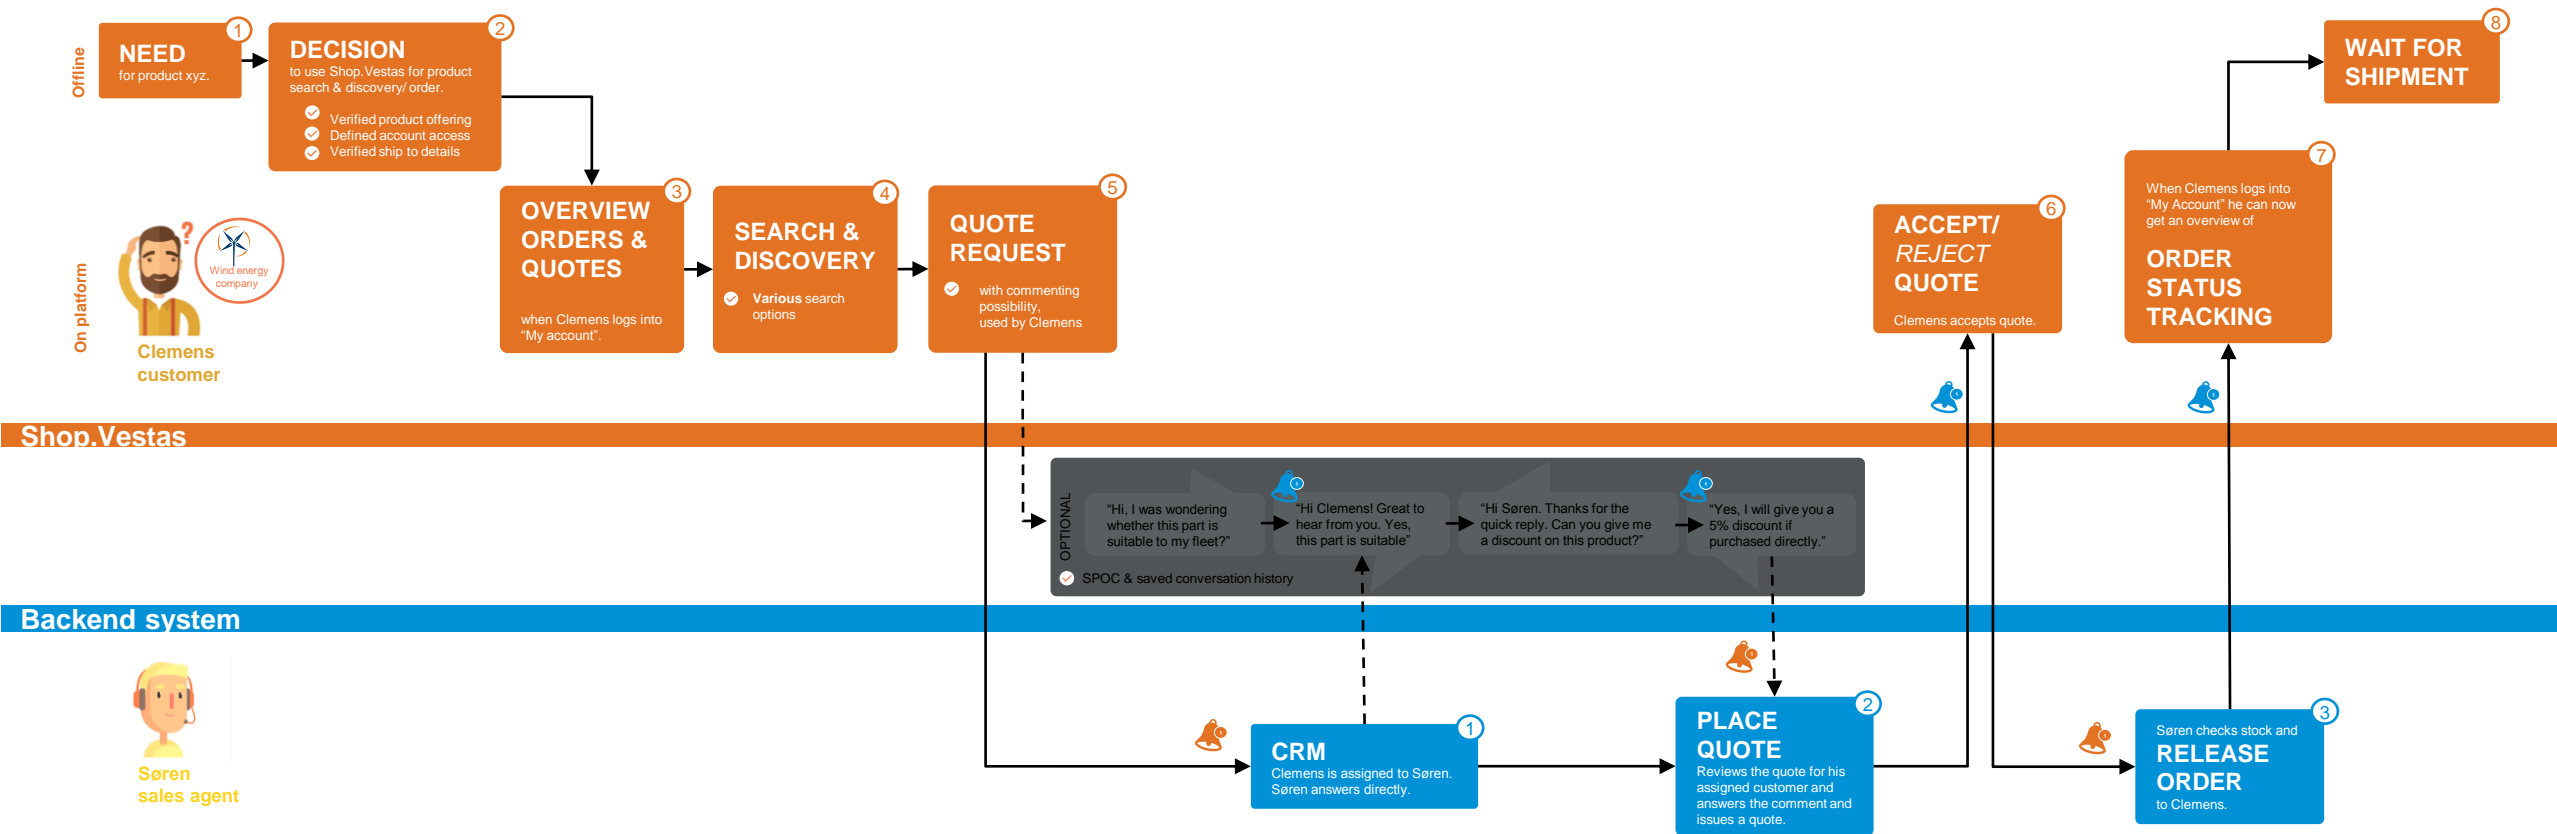 Offline
1
NEED
for product xyz.
2
DECISION
to use Shop.Vestas for product
search & discovery/ order.
Verified product offering
Defined account access
Verified ship to details
8
WAIT FOR
SHIPMENT
On platform
?
Wind energy
company
Clemens
customer
3
OVERVIEW
ORDERS &
QUOTES
when Clemens logs into
“My account”.
4
SEARCH &
DISCOVERY
Various search
options
5
QUOTE
REQUEST
with commenting
possibility,
used by Clemens
6
ACCEPT/
REJECT
QUOTE
Clemens accepts quote.
7
When Clemens logs into
“My Account” he can now
get an overview of
ORDER
STATUS
TRACKING
1
1
Shop.Vestas
OPTIONAL
“Hi, I was wondering
whether this part is
suitable to my fleet?”
1
“Hi Clemens! Great to
hear from you. Yes,
this part is suitable”
“Hi Søren. Thanks for the
quick reply. Can you give me
a discount on this product?”
1
“Yes, I will give you a
5% discount if
purchased directly.”
SPOC & saved conversation history
Backend system
Søren
sales agent
1
1
CRM
Clemens is assigned to Søren.
Søren answers directly.
1
2
PLACE
QUOTE
Reviews the quote for his
assigned customer and
answers the comment and
issues a quote.
1
3
Søren checks stock and
RELEASE
ORDER
to Clemens.